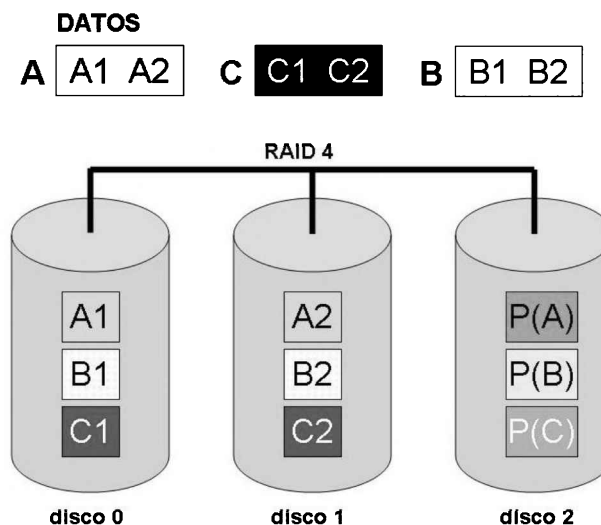 DATOS
A A1 A2 C C1 C2 B B1 B2
RAID 4
A1 A2 P(A)
B1 B2 P(B)
C1 C2 P(C)
disco 0 disco 1 disco 2